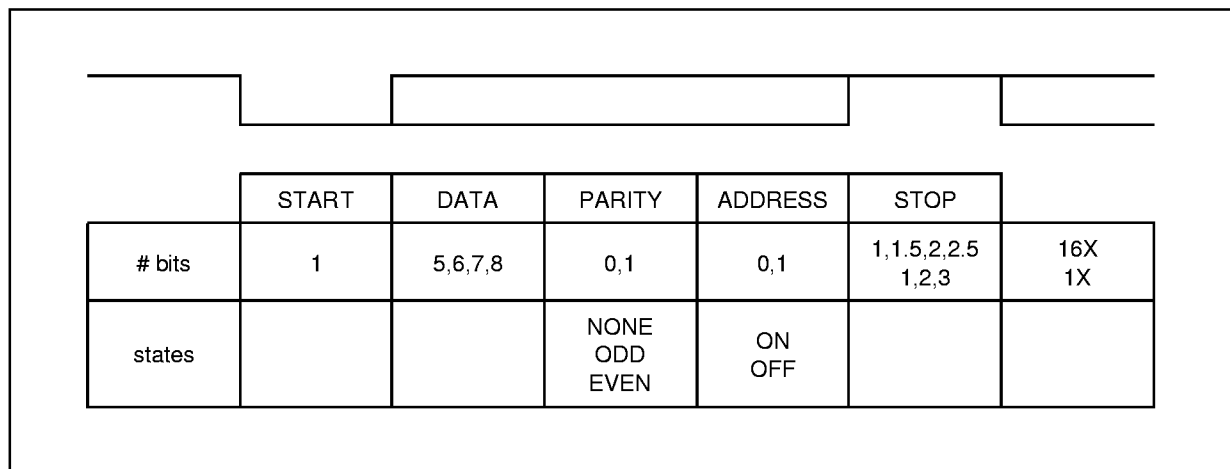 START DATA PARITY ADDRESS STOP
# bits 1 5,6,7,8 0,1 0,1 1,1.5,2,2.5 16X
1,2,3 1X
states NONE ON
ODD OFF
EVEN